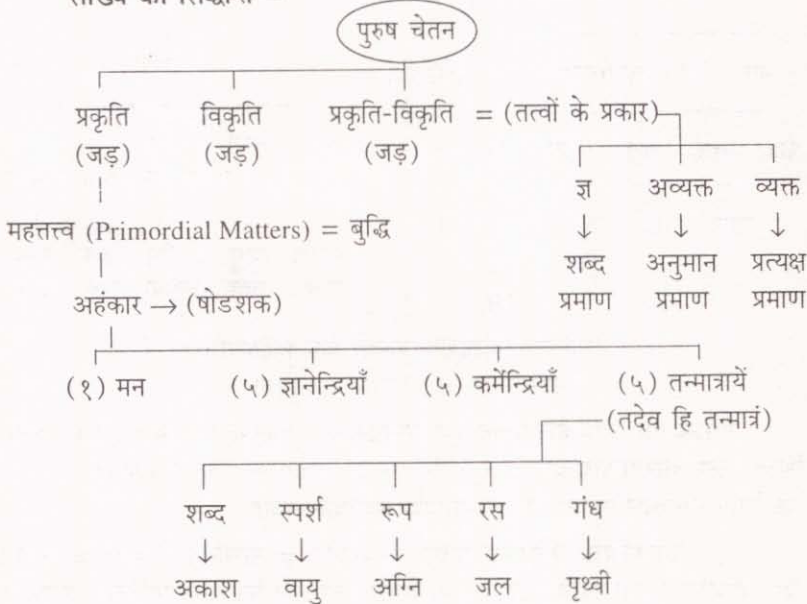 पुरुष चेतन
प्रकृति विकृति प्रकृति-विकृति = (तत्वों के प्रकार)
(जड़) (जड़) (जड़)
ज्ञ अव्यक्त व्यक्त
महत्तत्त्व (Primordial Matters) = बुद्धि
शब्द अनुमान प्रत्यक्ष
अहंकार → (षोडशक) प्रमाण प्रमाण प्रमाण
(१) मन (५) ज्ञानेन्द्रियाँ (५) कर्मेन्द्रियाँ (५) तन्मात्रायें
(तदेव हि तन्मात्रं)
शब्द स्पर्श रूप रस गंध
अकाश वायु अग्नि जल पृथ्वी